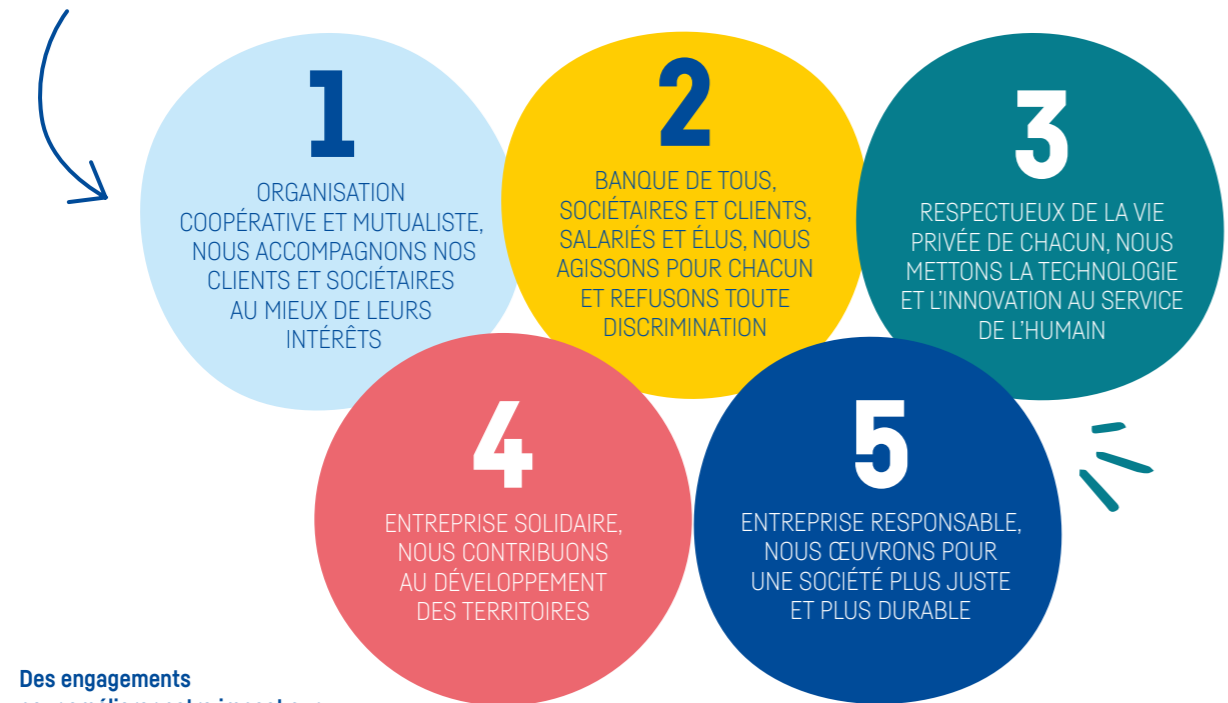 1
ORGANISATION
COOPÉRATIVE ET MUTUALISTE,
NOUS ACCOMPAGNONS NOS
CLIENTS ET SOCIÉTAIRES
AU MIEUX DE LEURS
INTÉRÊTS
2
BANQUE DE TOUS,
SOCIÉTAIRES ET CLIENTS,
SALARIÉS ET ÉLUS, NOUS
AGISSONS POUR CHACUN
ET REFUSONS TOUTE
DISCRIMINATION
3
RESPECTUEUX DE LA VIE
PRIVÉE DE CHACUN, NOUS
METTONS LA TECHNOLOGIE
ET L'INNOVATION AU SERVICE
DE L'HUMAIN
4
ENTREPRISE SOLIDAIRE,
NOUS CONTRIBUONS
AU DÉVELOPPEMENT
DES TERRITOIRES
5
ENTREPRISE RESPONSABLE,
NOUS ŒUVRONS POUR
UNE SOCIÉTÉ PLUS JUSTE
ET PLUS DURABLE
Des engagements